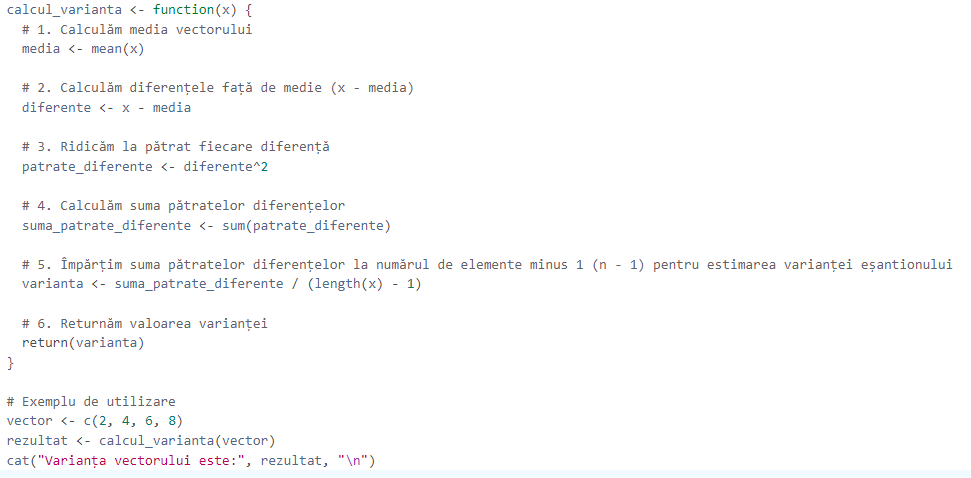 calcul_varianta <- function(x) {
  # 1. Calculăm media vectorului
  media <- mean(x)

  # 2. Calculăm diferențele față de medie (x - media)
  diferente <- x - media

  # 3. Ridicăm la pătrat fiecare diferență
  patrate_diferente <- diferente^2

  # 4. Calculăm suma pătratelor diferențelor
  suma_patrate_diferente <- sum(patrate_diferente)

  # 5. Împărțim suma pătratelor diferențelor la numărul de elemente minus 1 (n - 1) pentru estimarea varianței eșantionului
  varianta <- suma_patrate_diferente / (length(x) - 1)

  # 6. Returnăm valoarea varianței
  return(varianta)
}

# Exemplu de utilizare
vector <- c(2, 4, 6, 8)
rezultat <- calcul_varianta(vector)
cat("Varianța vectorului este:", rezultat, "\n")